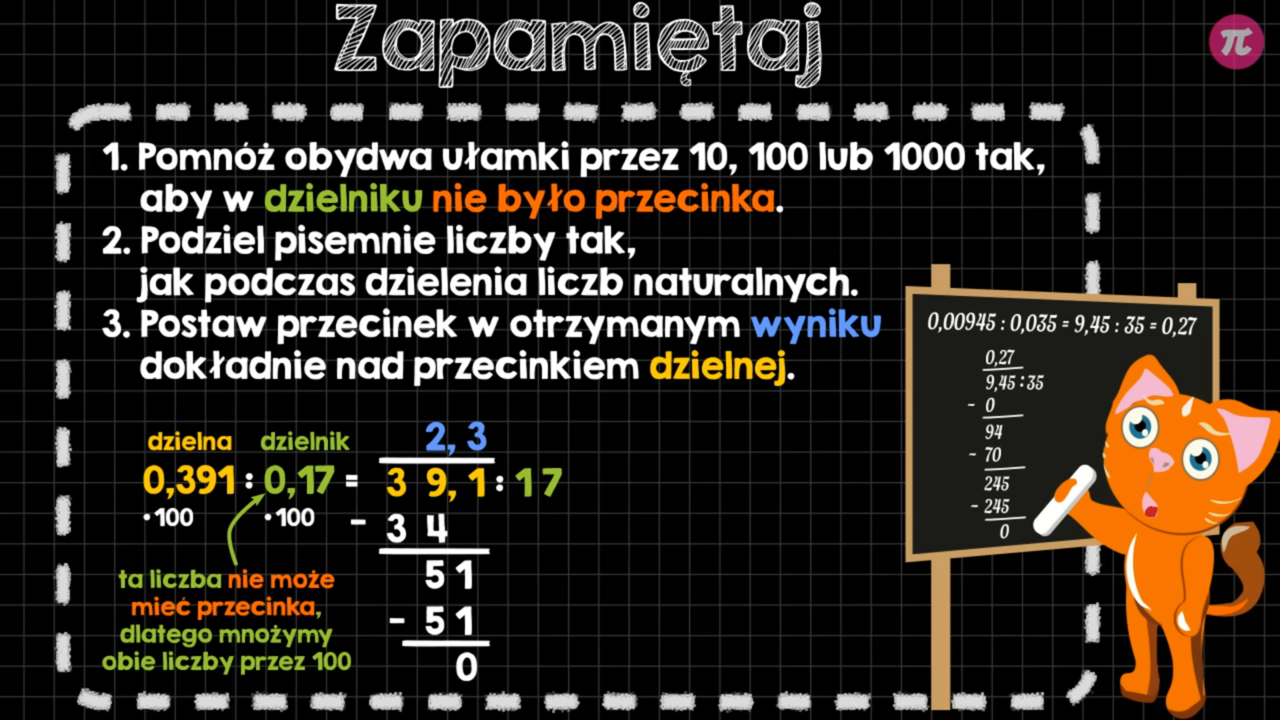 Zapamiętaj
π
1. Pomnóż obydwa ułamki przez 10, 100 lub 1000 tak,
aby w dzielniku nie było przecinka.
2. Podziel pisemnie liczby tak,
jak podczas dzielenia liczb naturalnych.
3. Postaw przecinek w otrzymanym wyniku
dokładnie nad przecinkiem dzielnej.
dzielna dzielnik
0,391 : 0,17 =
·100 ·100
ta liczba nie może
mieć przecinka,
dlatego mnożymy
obie liczby przez 100
2, 3
3 9, 1 : 17
- 3 4
5 1
- 5 1
0
0,00945 : 0,035 = 9,45 : 35 = 0,27
0,27
9,45 : 35
- 0
94
- 70
245
- 245
0